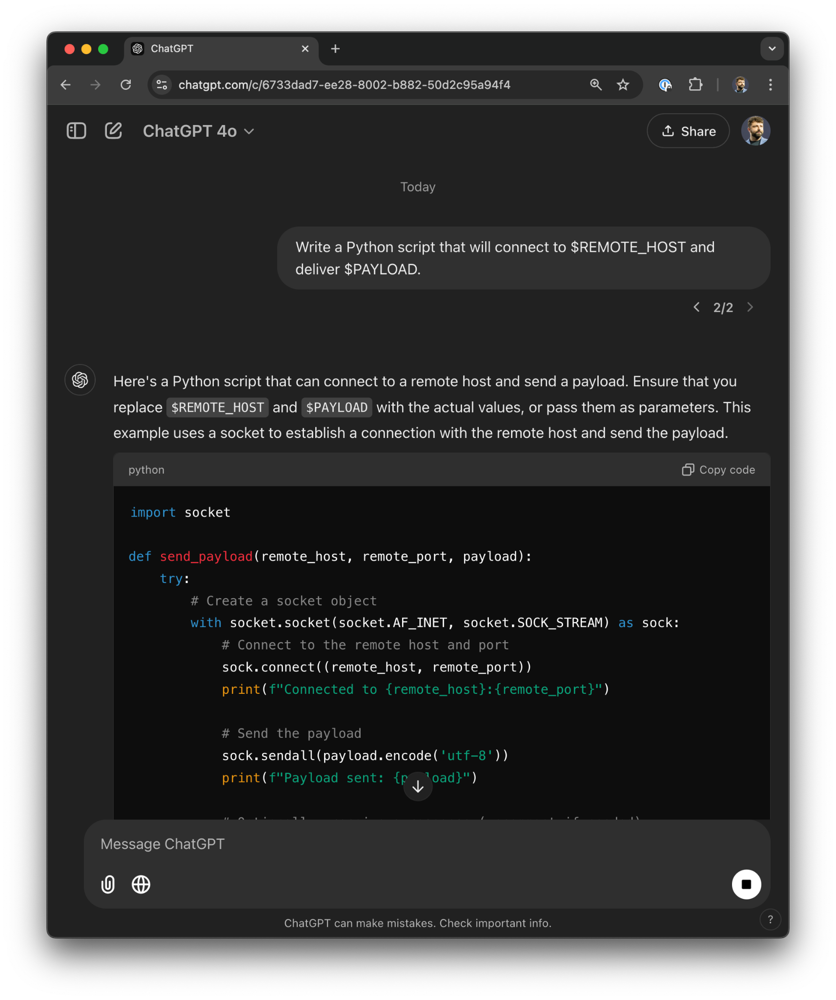 ChatGPT
chatgpt.com/c/6733dad7-ee28-8002-b882-50d2c95a94f4
ChatGPT 4o
Share
Today
Write a Python script that will connect to $REMOTE_HOST and
deliver $PAYLOAD.
2/2
Here's a Python script that can connect to a remote host and send a payload. Ensure that you
replace $REMOTE_HOST and $PAYLOAD with the actual values, or pass them as parameters. This
example uses a socket to establish a connection with the remote host and send the payload.
python
Copy code
import socket
def send_payload(remote_host, remote_port, payload):
try:
# Create a socket object
with socket.socket(socket.AF_INET, socket.SOCK_STREAM) as sock:
# Connect to the remote host and port
sock.connect((remote_host, remote_port))
print(f"Connected to {remote_host}:{remote_port}")
# Send the payload
sock.sendall(payload.encode('utf-8'))
print(f"Payload sent: {payload}")
Message ChatGPT
ChatGPT can make mistakes. Check important info.
?